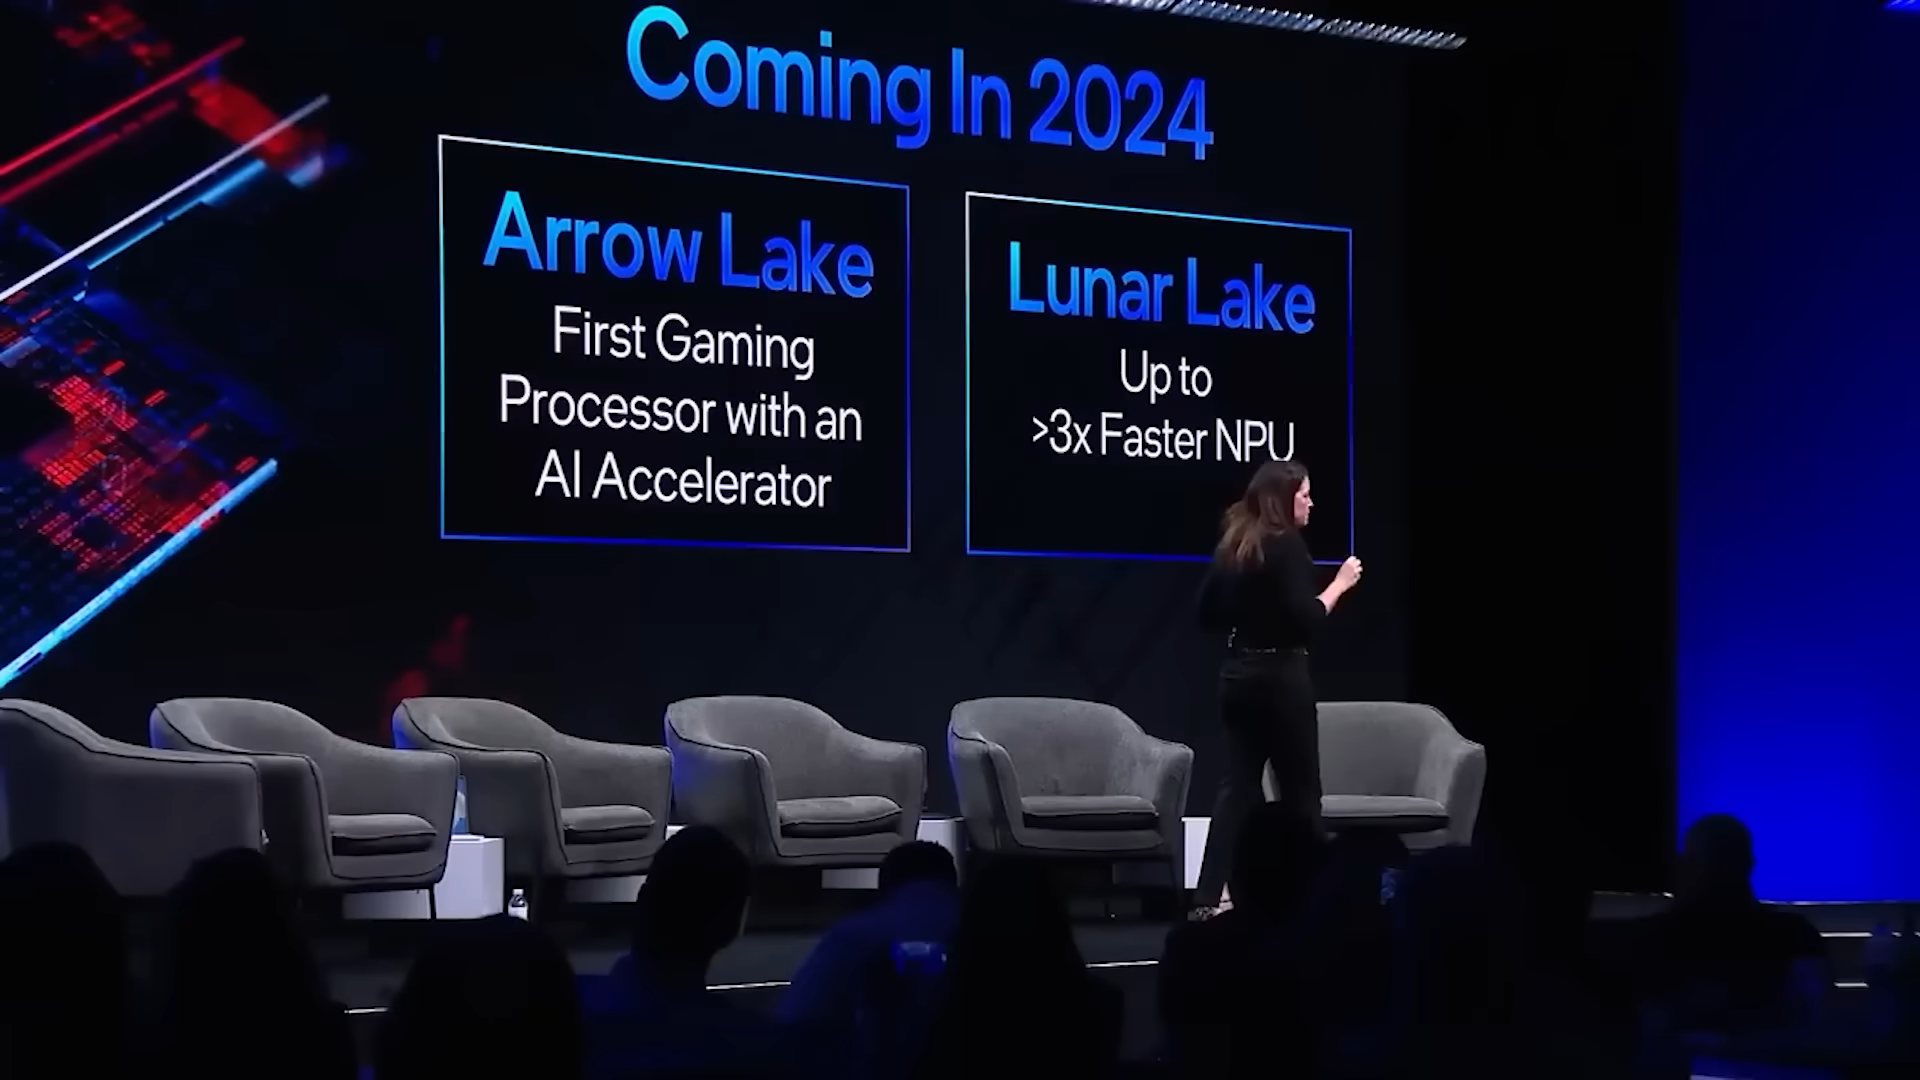 Coming In 2024
Arrow Lake
First Gaming
Processor with an
AI Accelerator
Lunar Lake
Up to
>3x Faster NPU